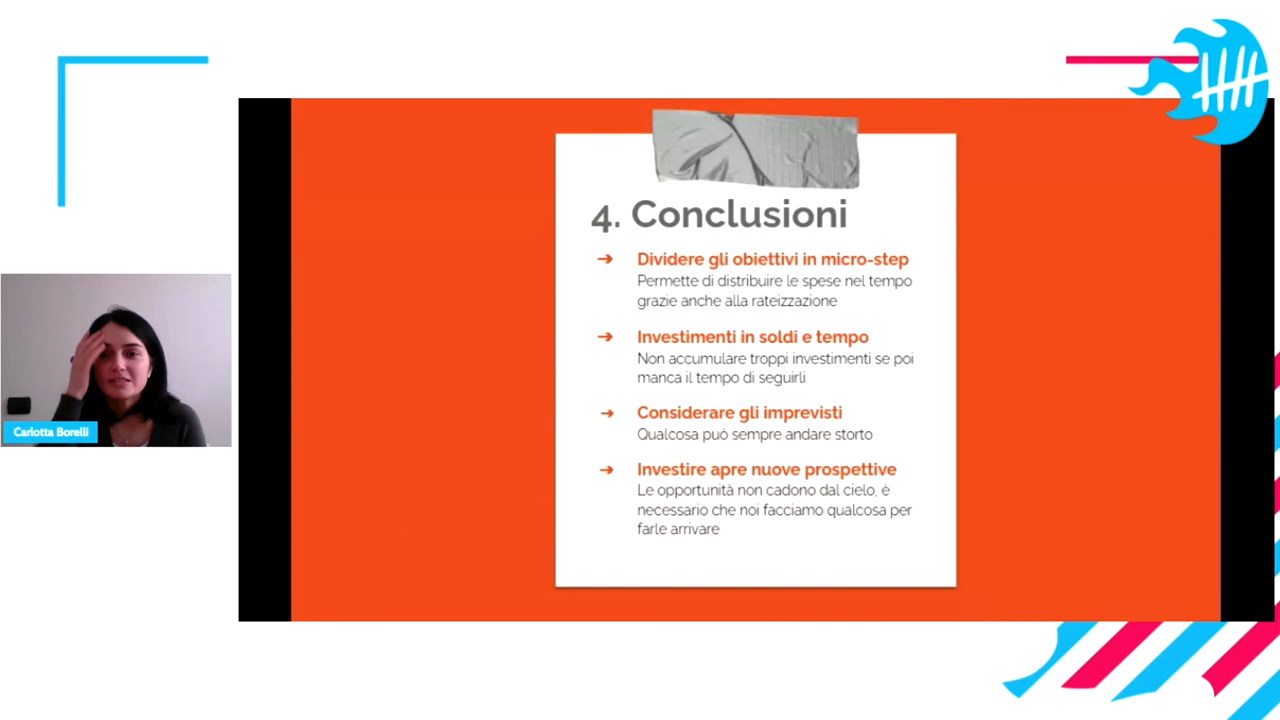 4. Conclusioni
➔ Dividere gli obiettivi in micro-step
Permette di distribuire le spese nel tempo
grazie anche alla rateizzazione
➔ Investimenti in soldi e tempo
Non accumulare troppi investimenti se poi
manca il tempo di seguirli
➔ Considerare gli imprevisti
Qualcosa può sempre andare storto
➔ Investire apre nuove prospettive
Le opportunità non cadono dal cielo, è
necessario che noi facciamo qualcosa per
farle arrivare
Carlotta Borelli